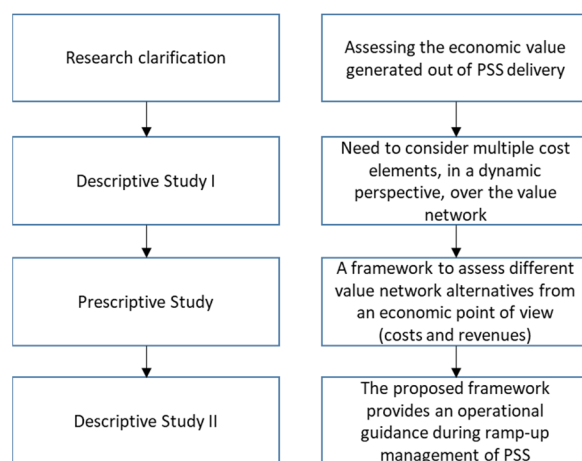 Research clarification
Assessing the economic value
generated out of PSS delivery
Descriptive Study I
Need to consider multiple cost
elements, in a dynamic
perspective, over the value
network
Prescriptive Study
A framework to assess different
value network alternatives from
an economic point of view
(costs and revenues)
Descriptive Study II
The proposed framework
provides an operational
guidance during ramp-up
management of PSS